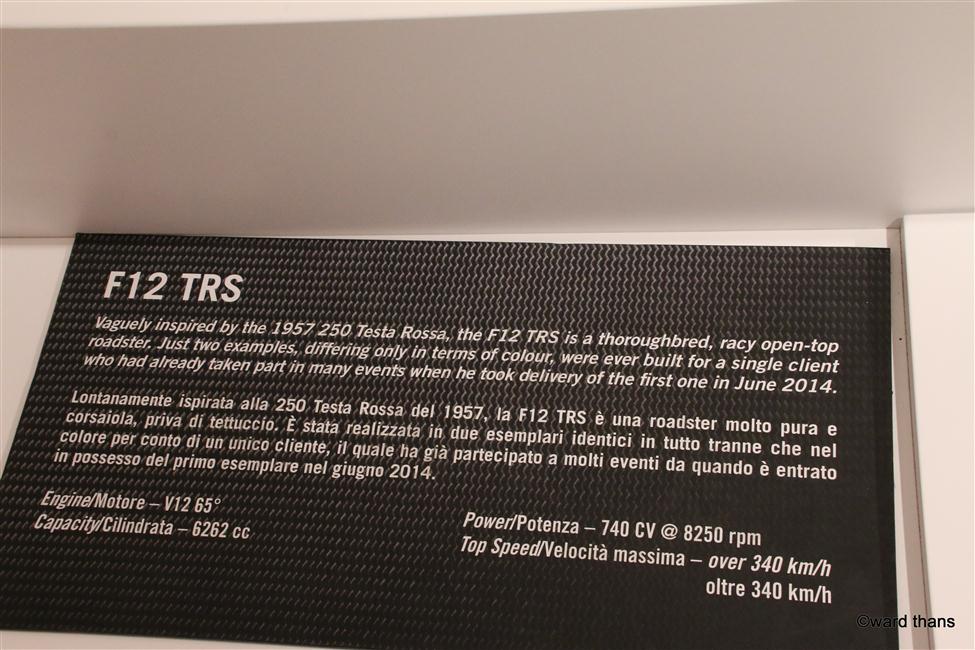 F12 TRS
Vaguely inspired by the 1957 250 Testa Rossa, the F12 TRS is a thoroughbred, racy open-top
roadster. Just two examples, differing only in terms of colour, were ever built for a single client
who had already taken part in many events when he took delivery of the first one in June 2014.
Lontanamente ispirata alla 250 Testa Rossa del 1957, la F12 TRS è una roadster molto pura e
corsaiola, priva di tettuccio. È stata realizzata in due esemplari identici in tutto tranne che nel
colore per conto di un unico cliente, il quale ha già partecipato a molti eventi da quando è entrato
in possesso del primo esemplare nel giugno 2014.
Engine/Motore – V12 65°
Capacity/Cilindrata – 6262 cc
Power/Potenza – 740 CV @ 8250 rpm
Top Speed/Velocità massima – over 340 km/h
oltre 340 km/h
©ward thans